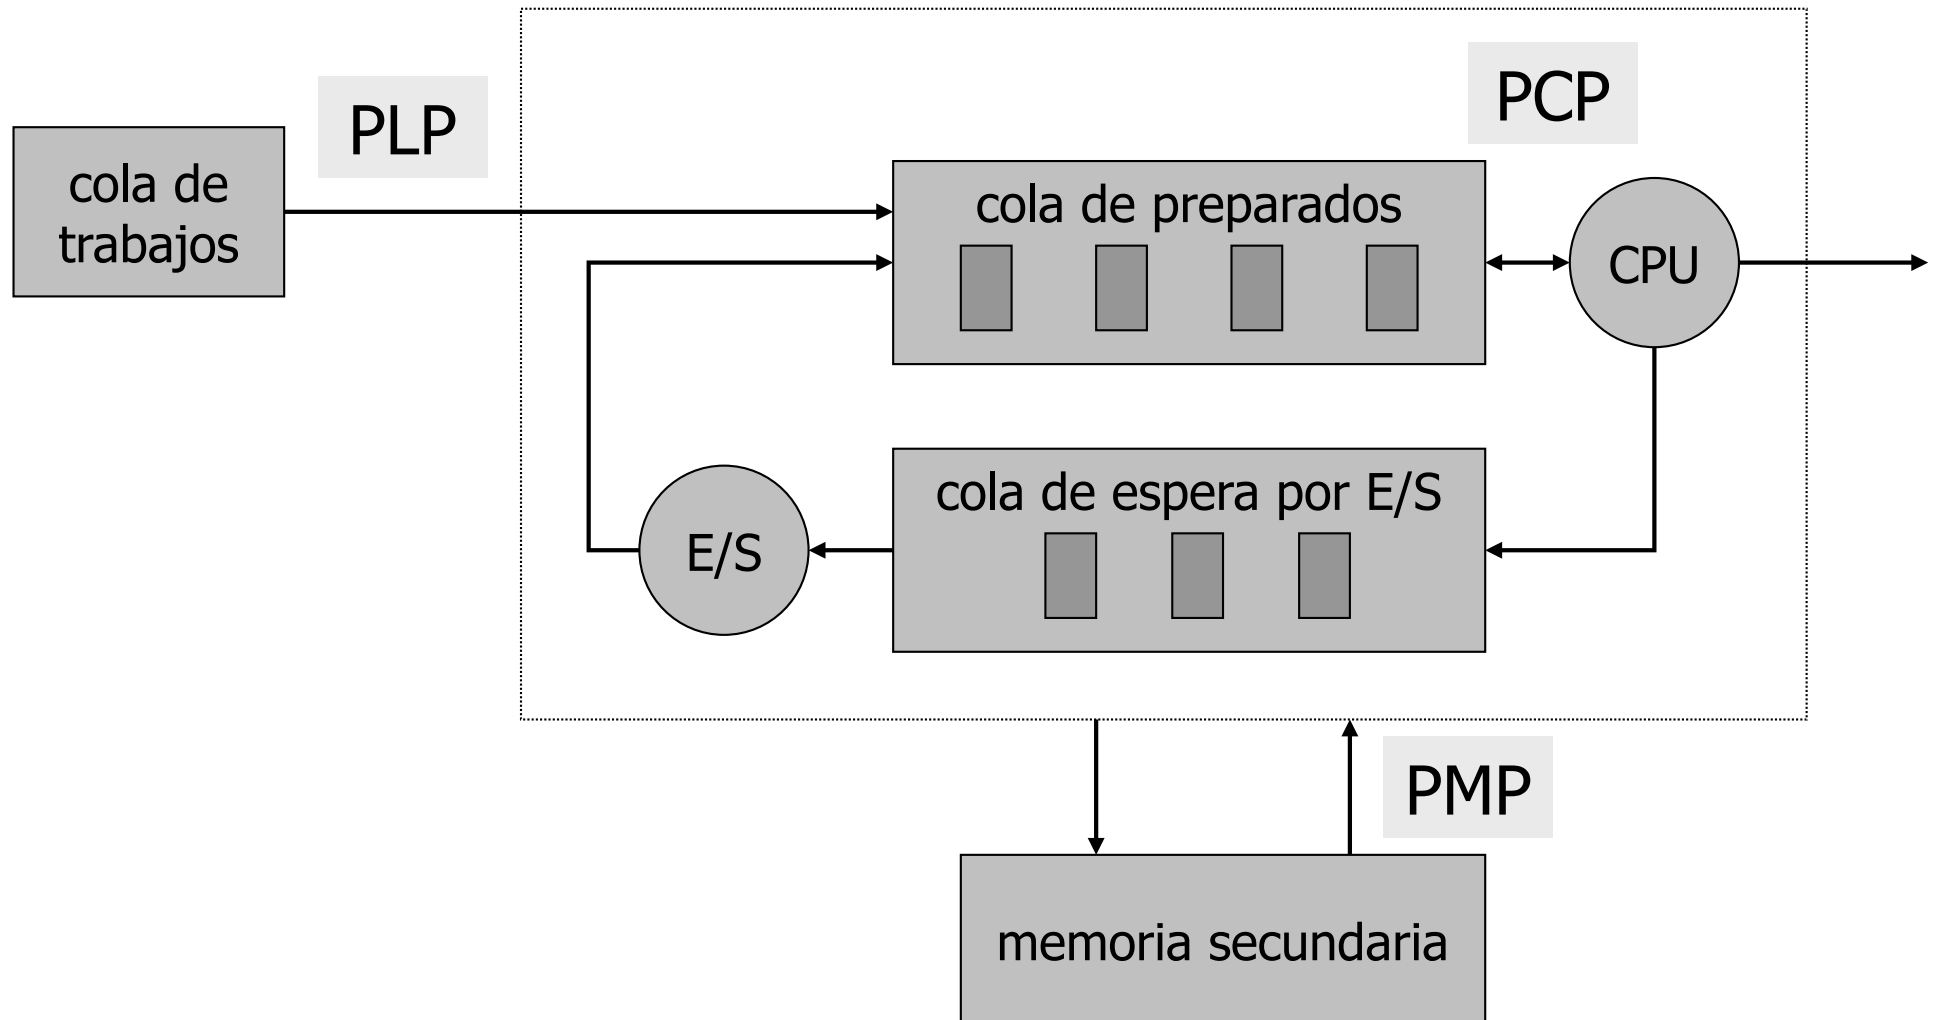 PCP
PLP
cola de
trabajos
cola de preparados
CPU
cola de espera por E/S
E/S
PMP
memoria secundaria